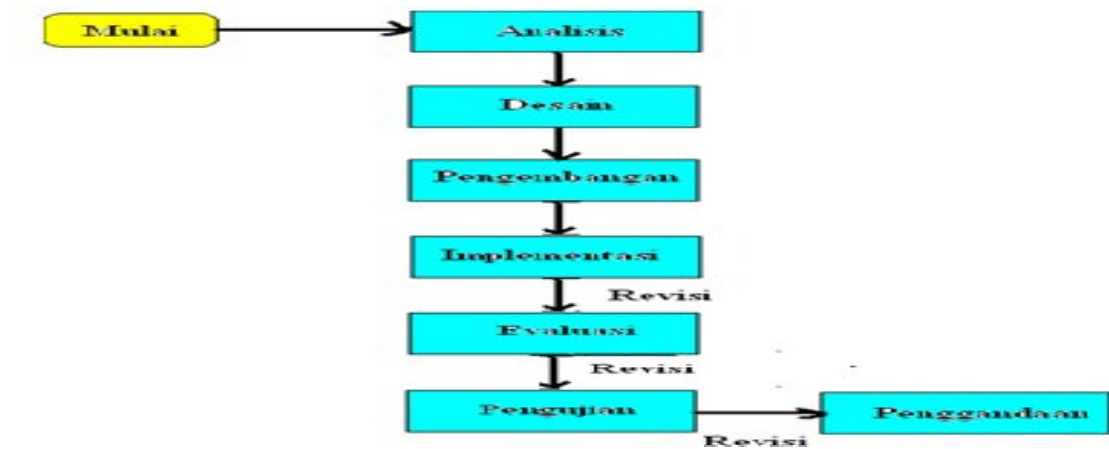 Mulai
Analisis
Desain
Pengembangan
Implementasi
Revisi
Evaluasi
Revisi
Pengujian
Penggandaan
Revisi